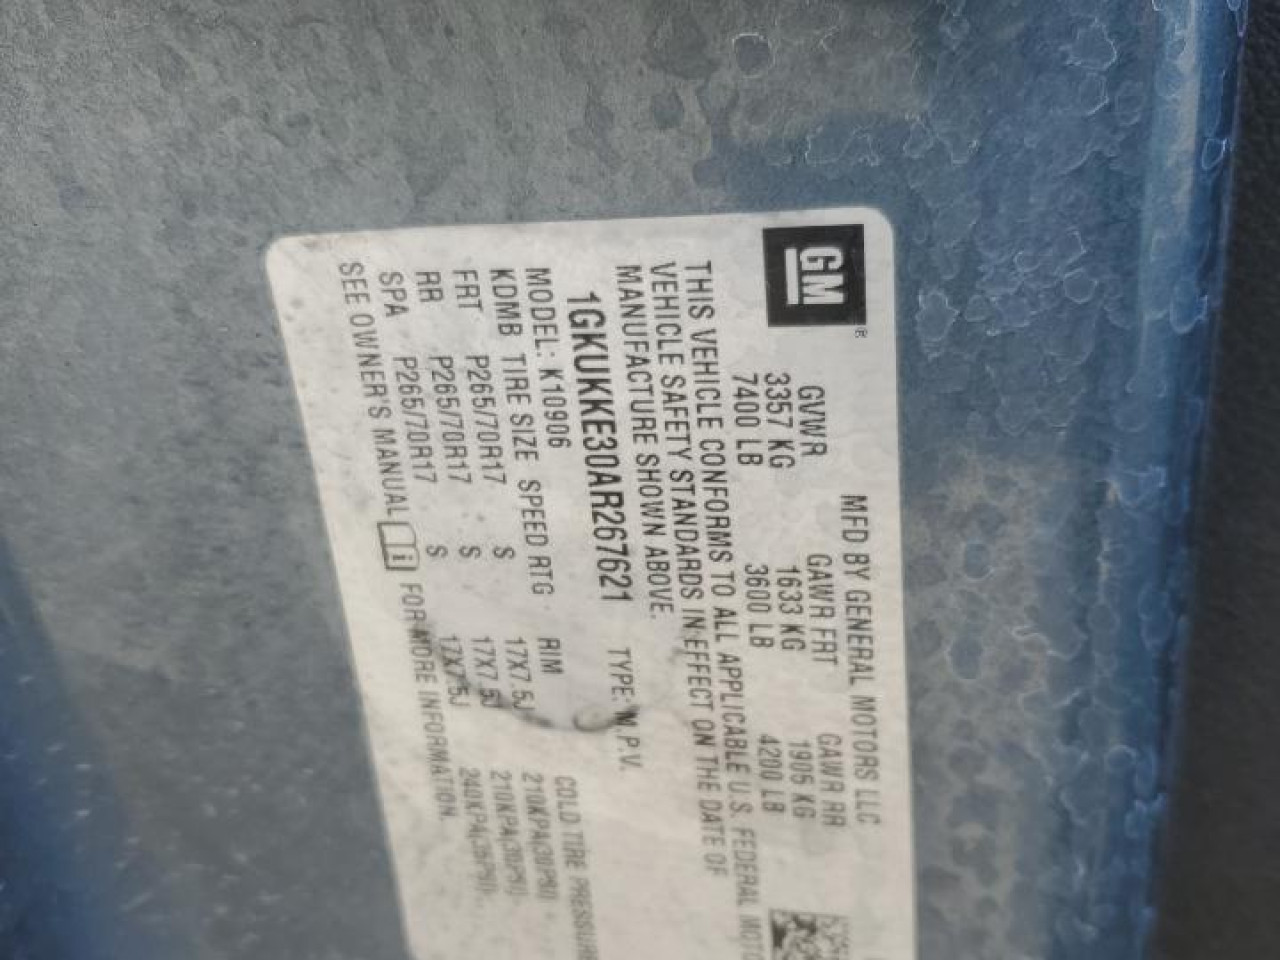 GM
®
MFD BY GENERAL MOTORS LLC
GVWR GAWR FRT GAWR RR
3357 KG 1633 KG 1905 KG
7400 LB 3600 LB 4200 LB
THIS VEHICLE CONFORMS TO ALL APPLICABLE U.S. FEDERAL MOTO
VEHICLE SAFETY STANDARDS IN EFFECT ON THE DATE OF
MANUFACTURE SHOWN ABOVE.
1GKUKKE30AR267621 TYPE: M.P.V.
MODEL: K10906
KDMB TIRE SIZE SPEED RTG RIM COLD TIRE PRESSUR
FRT P265/70R17 S 17X7.5J 210KPA(30PSI)
RR P265/70R17 S 17X7.5J 210KPA(30PSI)
SPA P265/70R17 S 17X7.5J 240KPA(35PSI)
SEE OWNER'S MANUAL i FOR MORE INFORMATION.